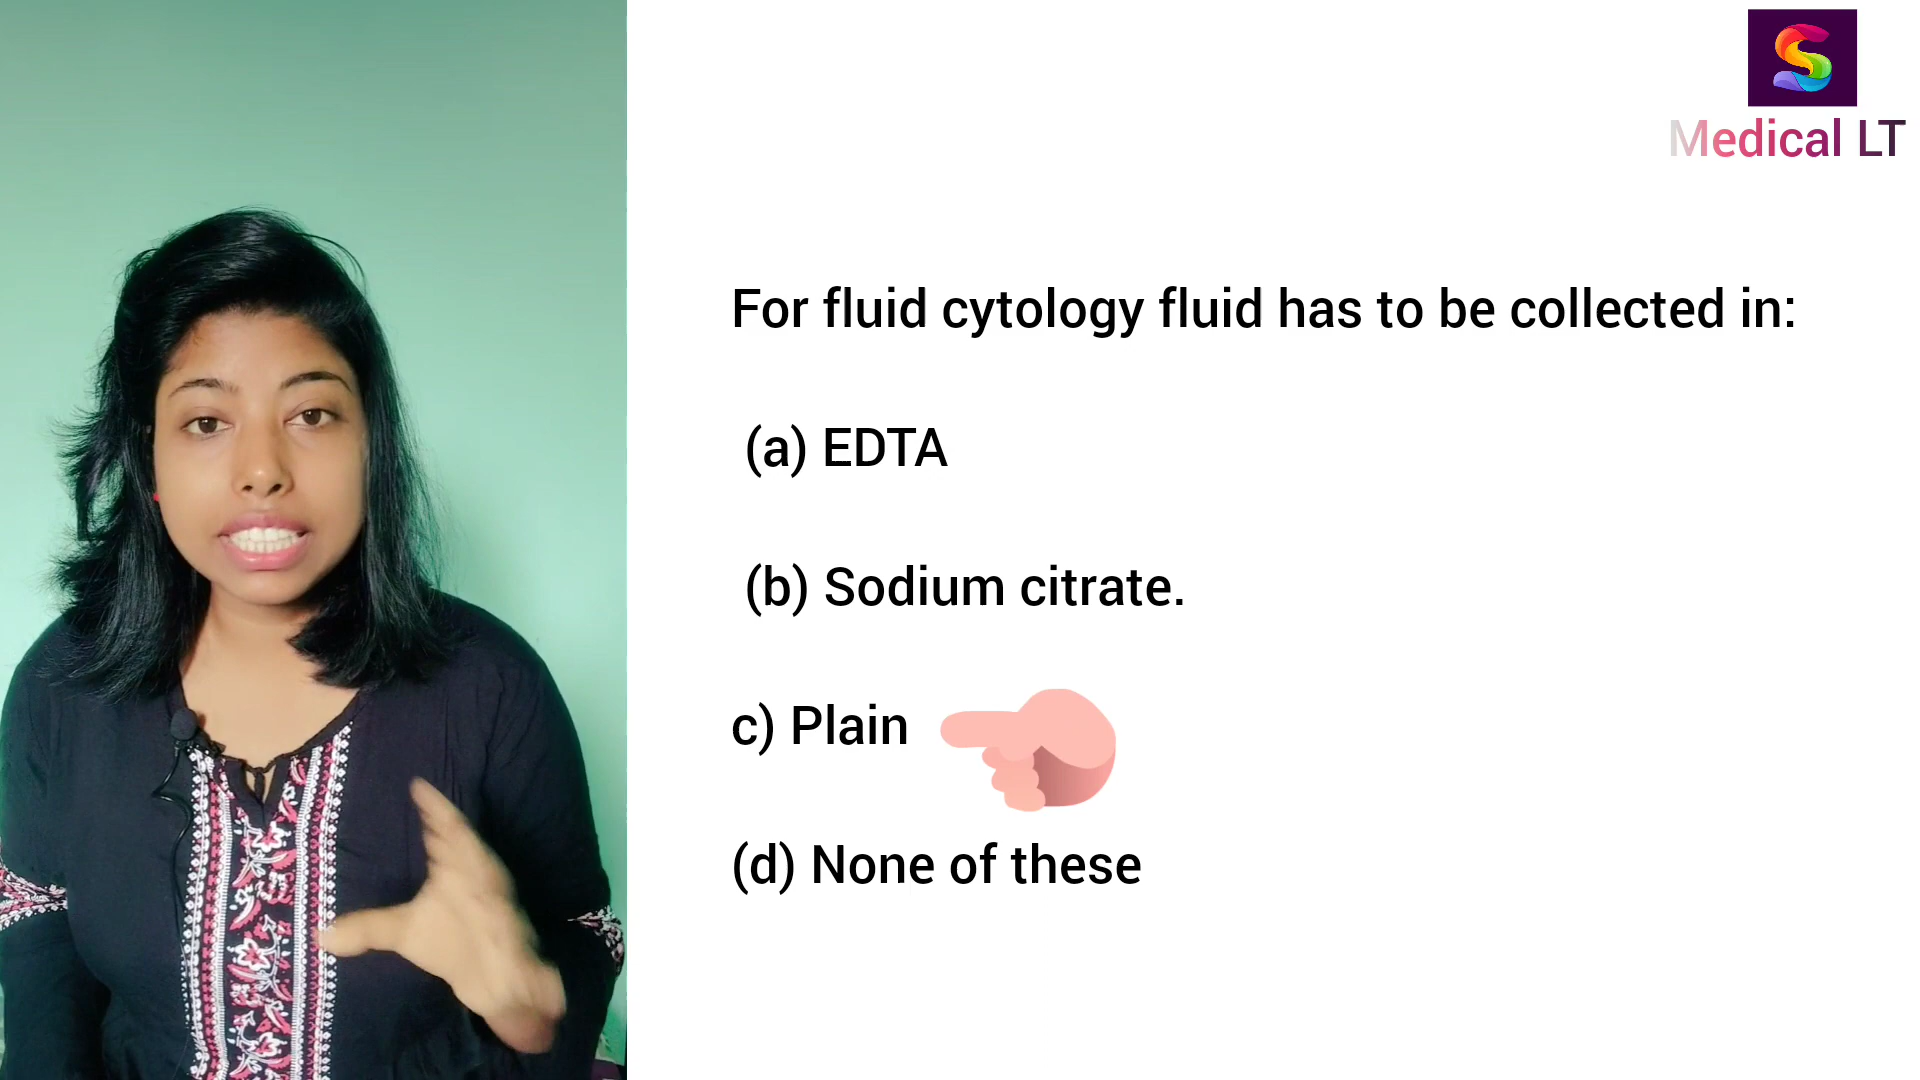 Medical LT
For fluid cytology fluid has to be collected in:
(a) EDTA
(b) Sodium citrate.
c) Plain
(d) None of these